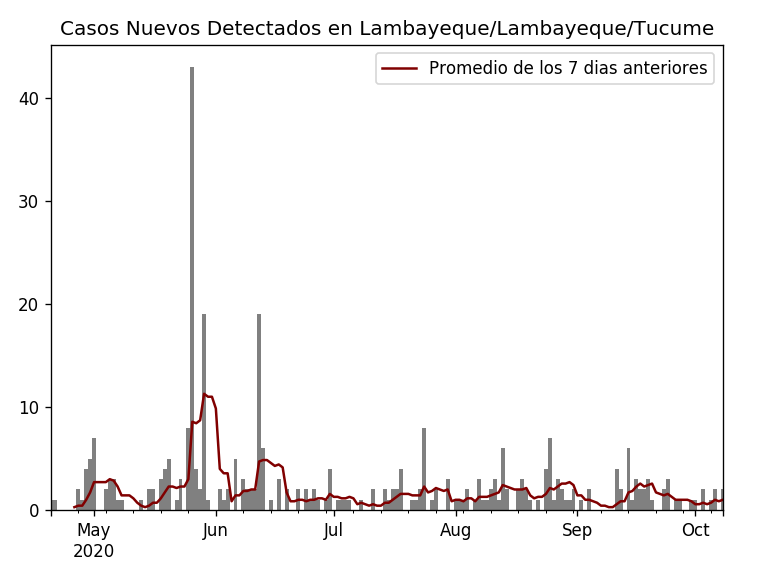 Casos Nuevos Detectados en Lambayeque/Lambayeque/Tucume
Promedio de los 7 dias anteriores
40
30
20
10
0
May Jun Jul Aug Sep Oct
2020